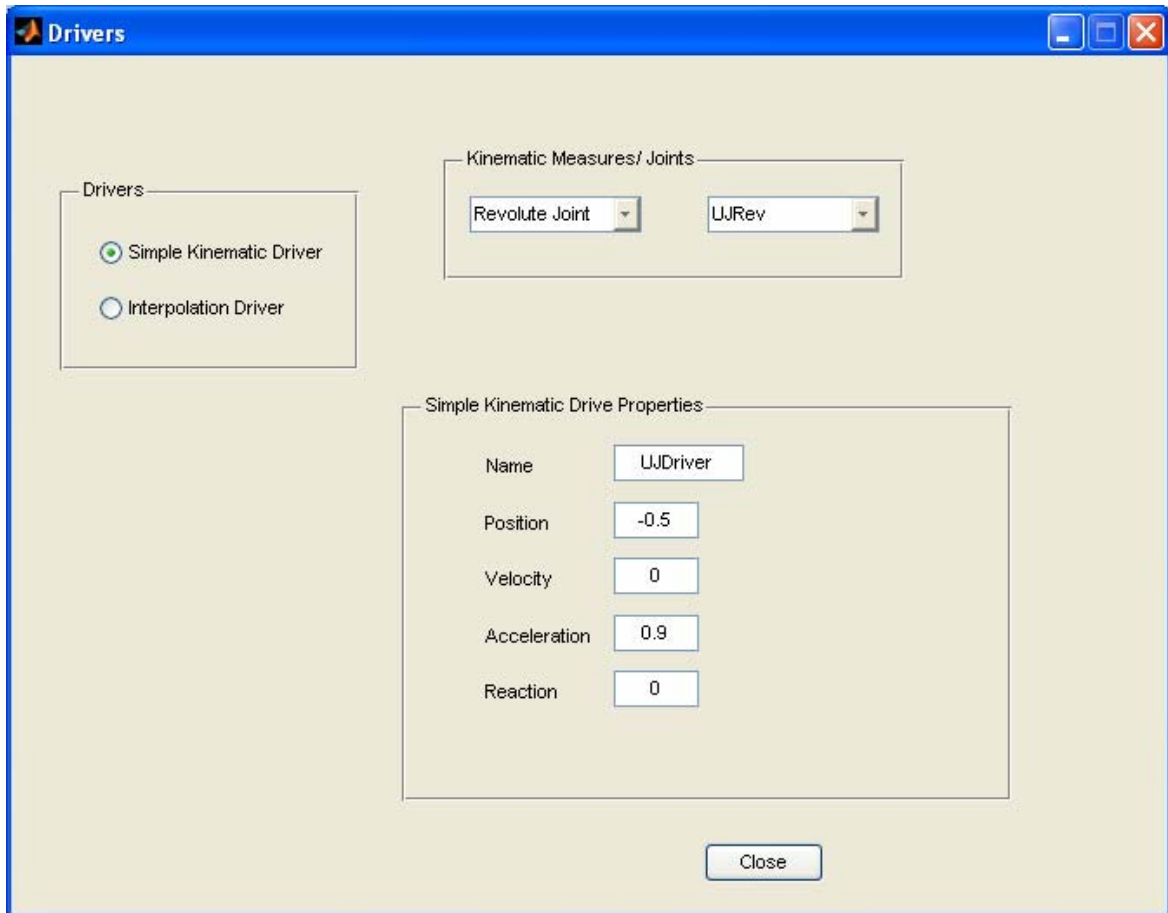 Drivers
Kinematic Measures/ Joints
Drivers
Revolute Joint UJRev
Simple Kinematic Driver
Interpolation Driver
Simple Kinematic Drive Properties
Name UJDriver
Position -0.5
Velocity 0
Acceleration 0.9
Reaction 0
Close